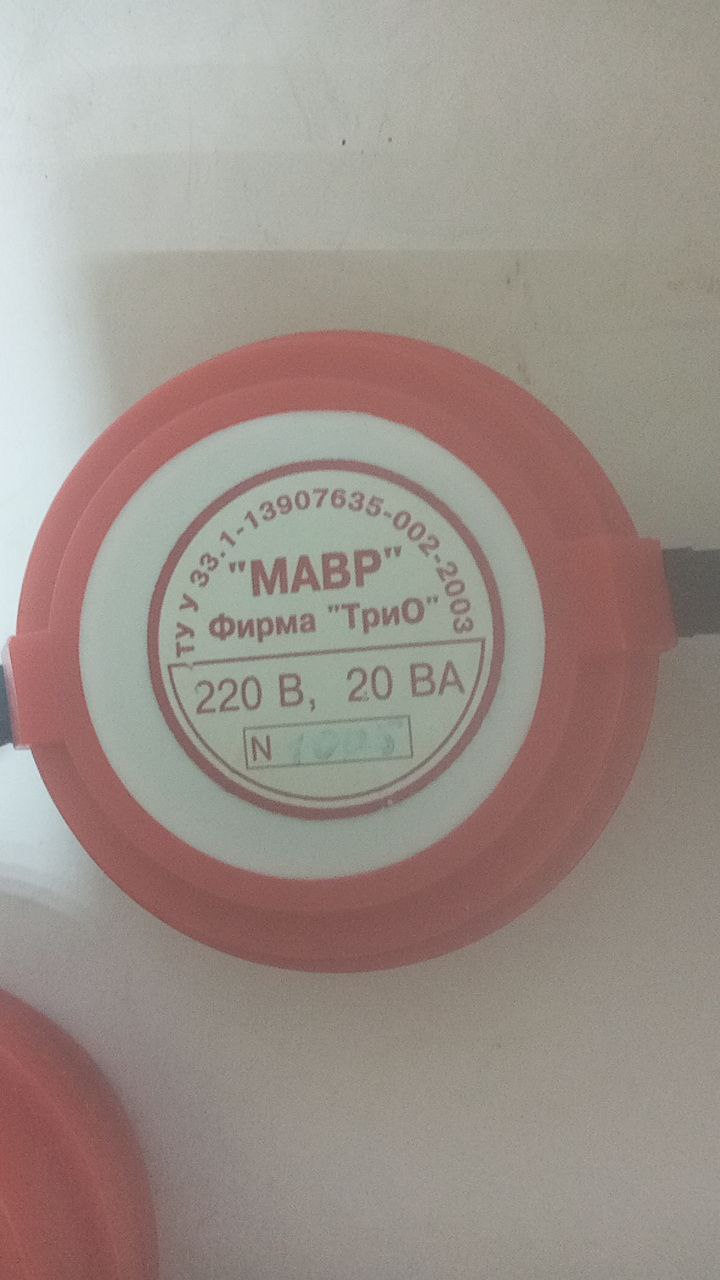 ТУ У 33.1-13907635-002-2003
"МАВР"
Фирма "ТриО"
220 В, 20 ВА
N